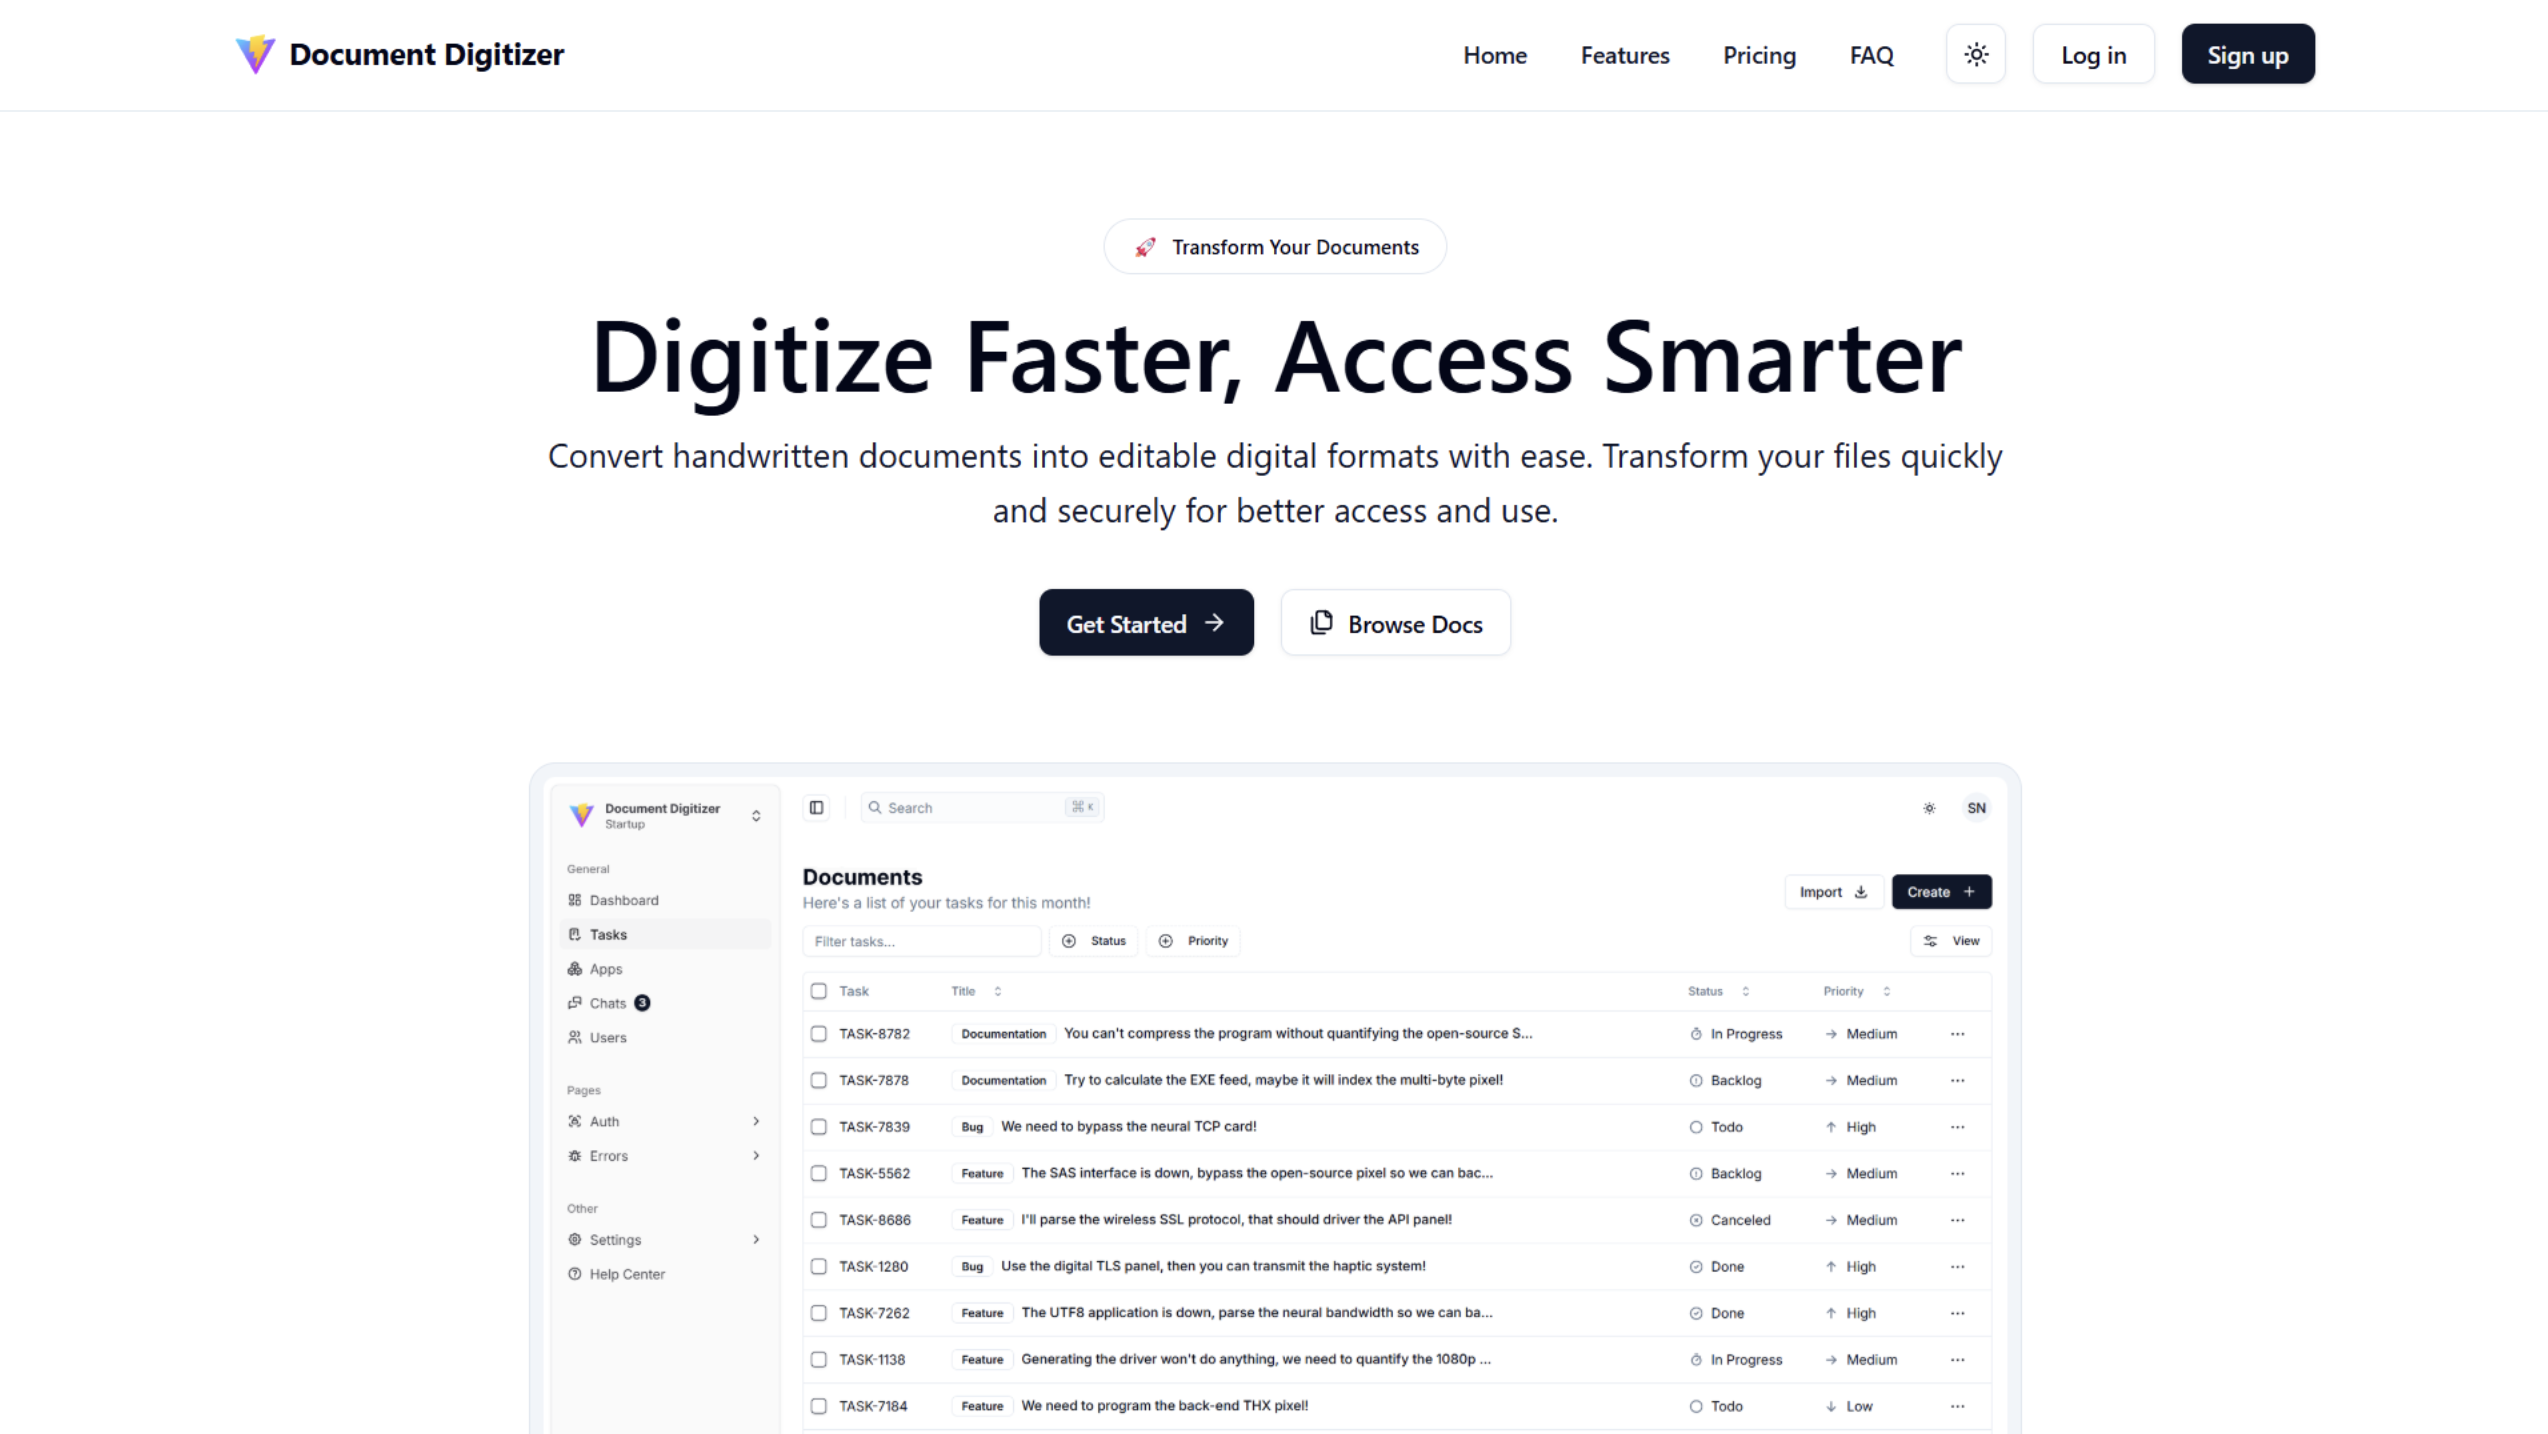 Document Digitizer
Home Features Pricing FAQ Log in Sign up
Transform Your Documents
Digitize Faster, Access Smarter
Convert handwritten documents into editable digital formats with ease. Transform your files quickly
and securely for better access and use.
Get Started Browse Docs
Document Digitizer
Startup
General
Dashboard
Tasks
Apps
Chats 3
Users
Pages
Auth
Errors
Other
Settings
Help Center
Search ⌘ K
SN
Documents
Here's a list of your tasks for this month!
Import Create
Filter tasks... Status Priority View
Task Title Status Priority
TASK-8782 Documentation You can't compress the program without quantifying the open-source S... In Progress Medium
TASK-7878 Documentation Try to calculate the EXE feed, maybe it will index the multi-byte pixel! Backlog Medium
TASK-7839 Bug We need to bypass the neural TCP card! Todo High
TASK-5562 Feature The SAS interface is down, bypass the open-source pixel so we can bac... Backlog Medium
TASK-8686 Feature I'll parse the wireless SSL protocol, that should driver the API panel! Canceled Medium
TASK-1280 Bug Use the digital TLS panel, then you can transmit the haptic system! Done High
TASK-7262 Feature The UTF8 application is down, parse the neural bandwidth so we can ba... Done High
TASK-1138 Feature Generating the driver won't do anything, we need to quantify the 1080p ... In Progress Medium
TASK-7184 Feature We need to program the back-end THX pixel! Todo Low